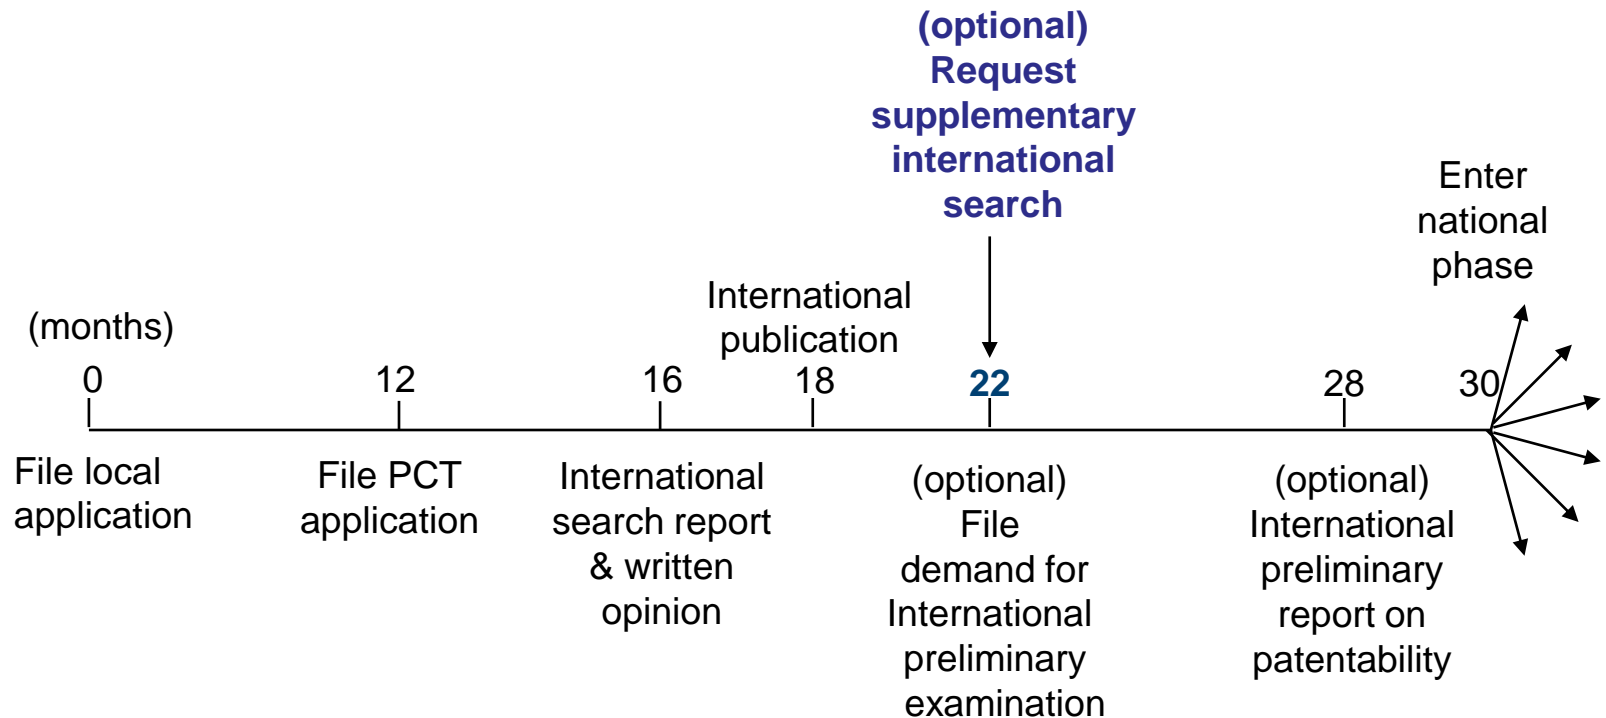 (optional)
Request
supplementary
international
search
Enter
national
phase
International
publication
(months)
0
12
16
18
22
28
30
File local
application
File PCT
application
International
search report
& written
opinion
(optional)
File
demand for
International
preliminary
examination
(optional)
International
preliminary
report on
patentability